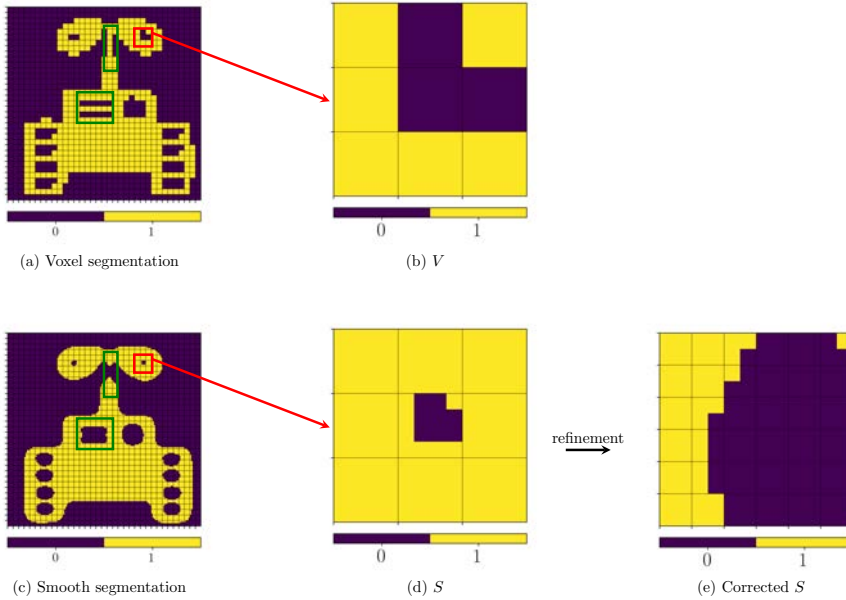 0 1
0 1
(a) Voxel segmentation
(b) V
refinement
0 1
0 1
0 1
(c) Smooth segmentation
(d) S
(e) Corrected S